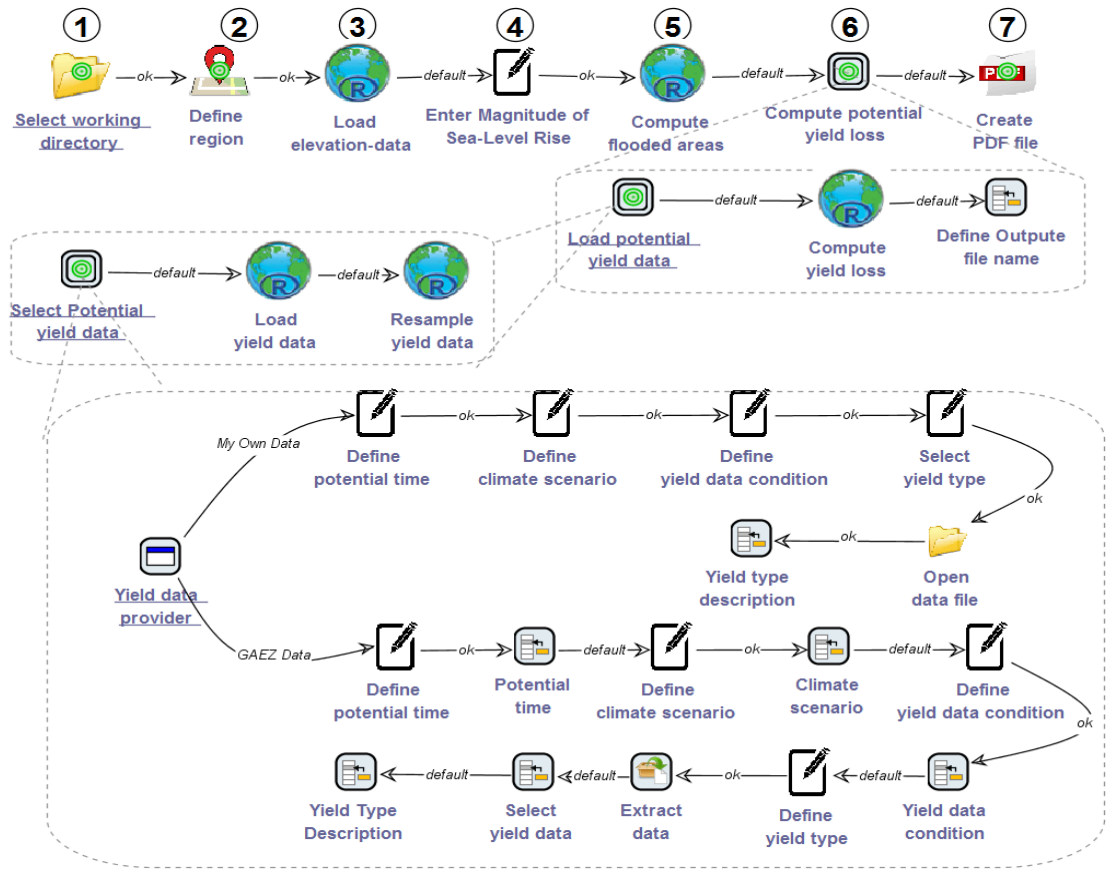 1 2 3 4 5 6 7
ok ok default ok default default
R R PDF
Select working
directory
Define
region
Load
elevation-data
Enter Magnitude of
Sea-Level Rise
Compute
flooded areas
Compute potential
yield loss
Create
PDF file
default default
R
Load potential
yield data
Compute
yield loss
Define Outpute
file name
default default
R R
Select Potential
yield data
Load
yield data
Resample
yield data
My Own Data
ok ok ok
Define
potential time
Define
climate scenario
Define
yield data condition
Select
yield type
ok
ok
Yield type
description
Open
data file
Yield data
provider
GAEZ Data
ok default ok default
Define
potential time
Potential
time
Define
climate scenario
Climate
scenario
Define
yield data condition
ok
default default ok default
Yield Type
Description
Select
yield data
Extract
data
Define
yield type
Yield data
condition